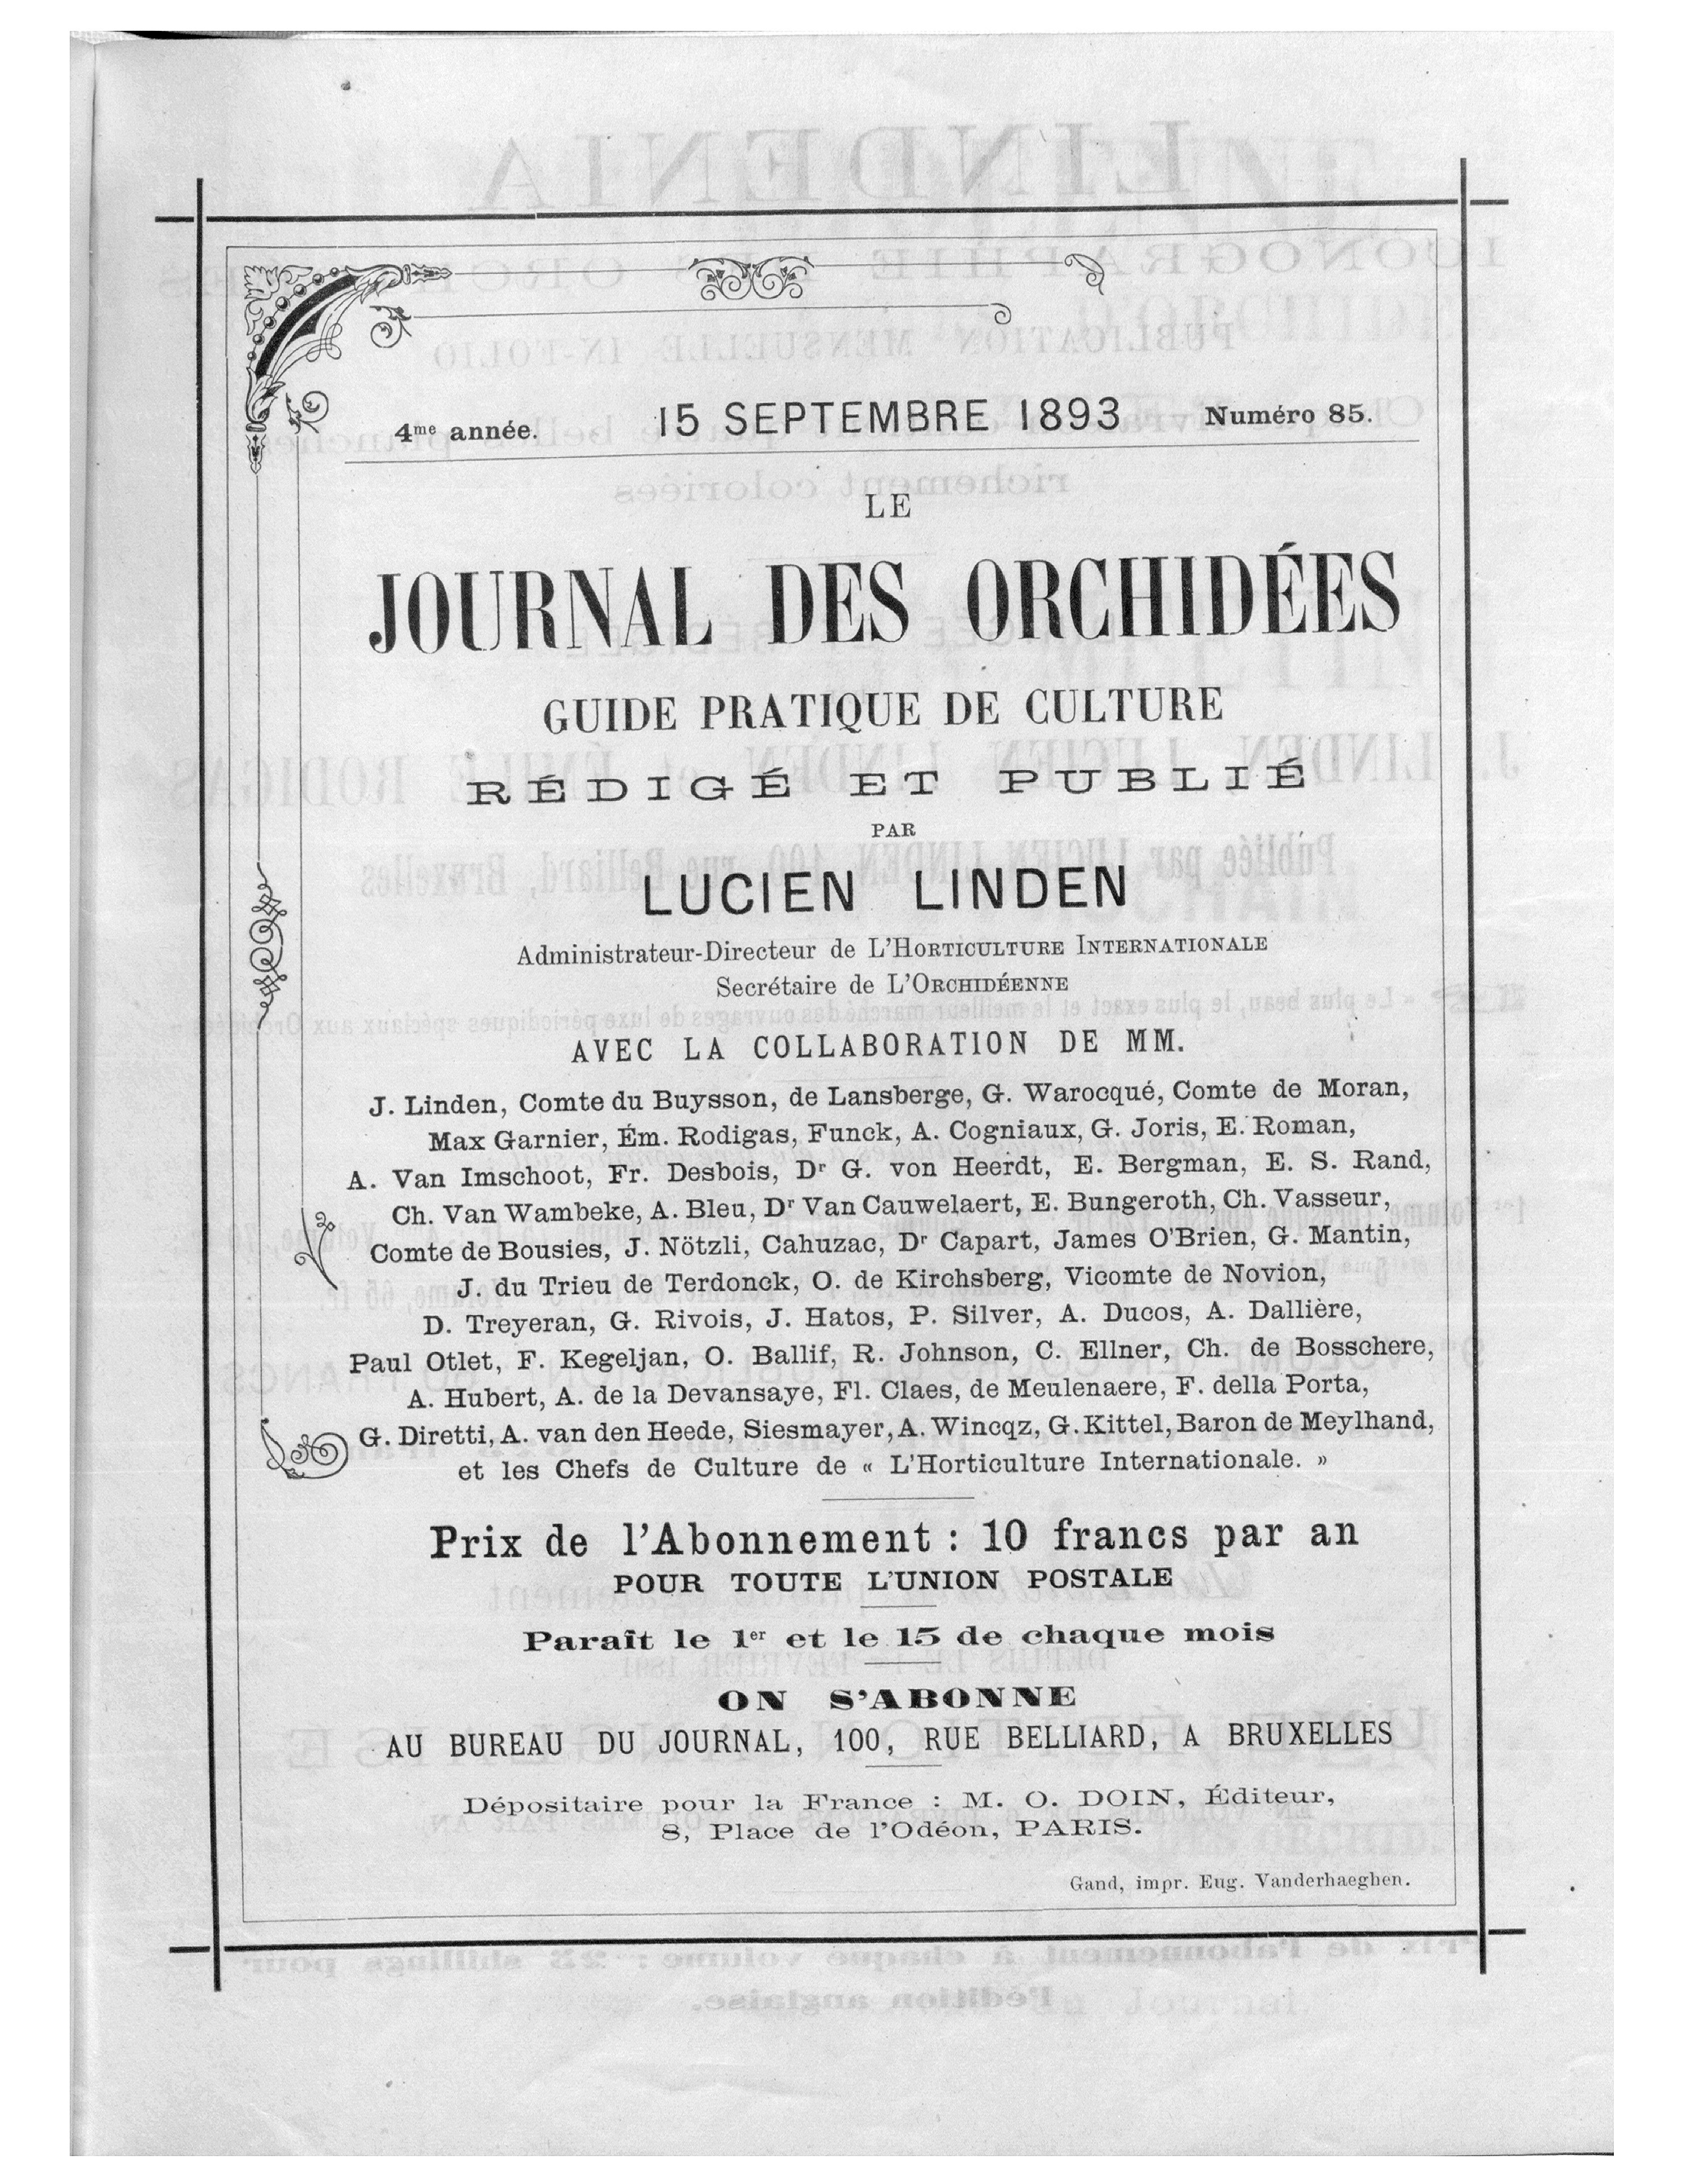 4me année. 15 SEPTEMBRE 1893 Numéro 85.
LE
JOURNAL DES ORCHIDÉES
GUIDE PRATIQUE DE CULTURE
RÉDIGÉ ET PUBLIÉ
PAR
LUCIEN LINDEN
Administrateur-Directeur de L'HORTICULTURE INTERNATIONALE
Secrétaire de L'ORCHIDÉENNE
AVEC LA COLLABORATION DE MM.
J. Linden, Comte du Buysson, de Lansberge, G. Warocqué, Comte de Moran,
Max Garnier, Ém. Rodigas, Funck, A. Cogniaux, G. Joris, E. Roman,
A. Van Imschoot, Fr. Desbois, Dr G. von Heerdt, E. Bergman, E. S. Rand,
Ch. Van Wambeke, A. Bleu, Dr Van Cauwelaert, E. Bungeroth, Ch. Vasseur,
Comte de Bousies, J. Nötzli, Cahuzac, Dr Capart, James O'Brien, G. Mantin,
J. du Trieu de Terdonck, O. de Kirchsberg, Vicomte de Novion,
D. Treyeran, G. Rivois, J. Hatos, P. Silver, A. Ducos, A. Dallière,
Paul Otlet, F. Kegeljan, O. Ballif, R. Johnson, C. Ellner, Ch. de Bosschere,
A. Hubert, A. de la Devansaye, Fl. Claes, de Meulenaere, F. della Porta,
G. Diretti, A. van den Heede, Siesmayer, A. Wincqz, G. Kittel, Baron de Meylhand,
et les Chefs de Culture de « L'Horticulture Internationale. »
Prix de l'Abonnement : 10 francs par an
POUR TOUTE L'UNION POSTALE
Paraît le 1er et le 15 de chaque mois
ON S'ABONNE
AU BUREAU DU JOURNAL, 100, RUE BELLIARD, A BRUXELLES
Dépositaire pour la France : M. O. DOIN, Éditeur,
8, Place de l'Odéon, PARIS.
Gand, impr. Eug. Vanderhaeghen.